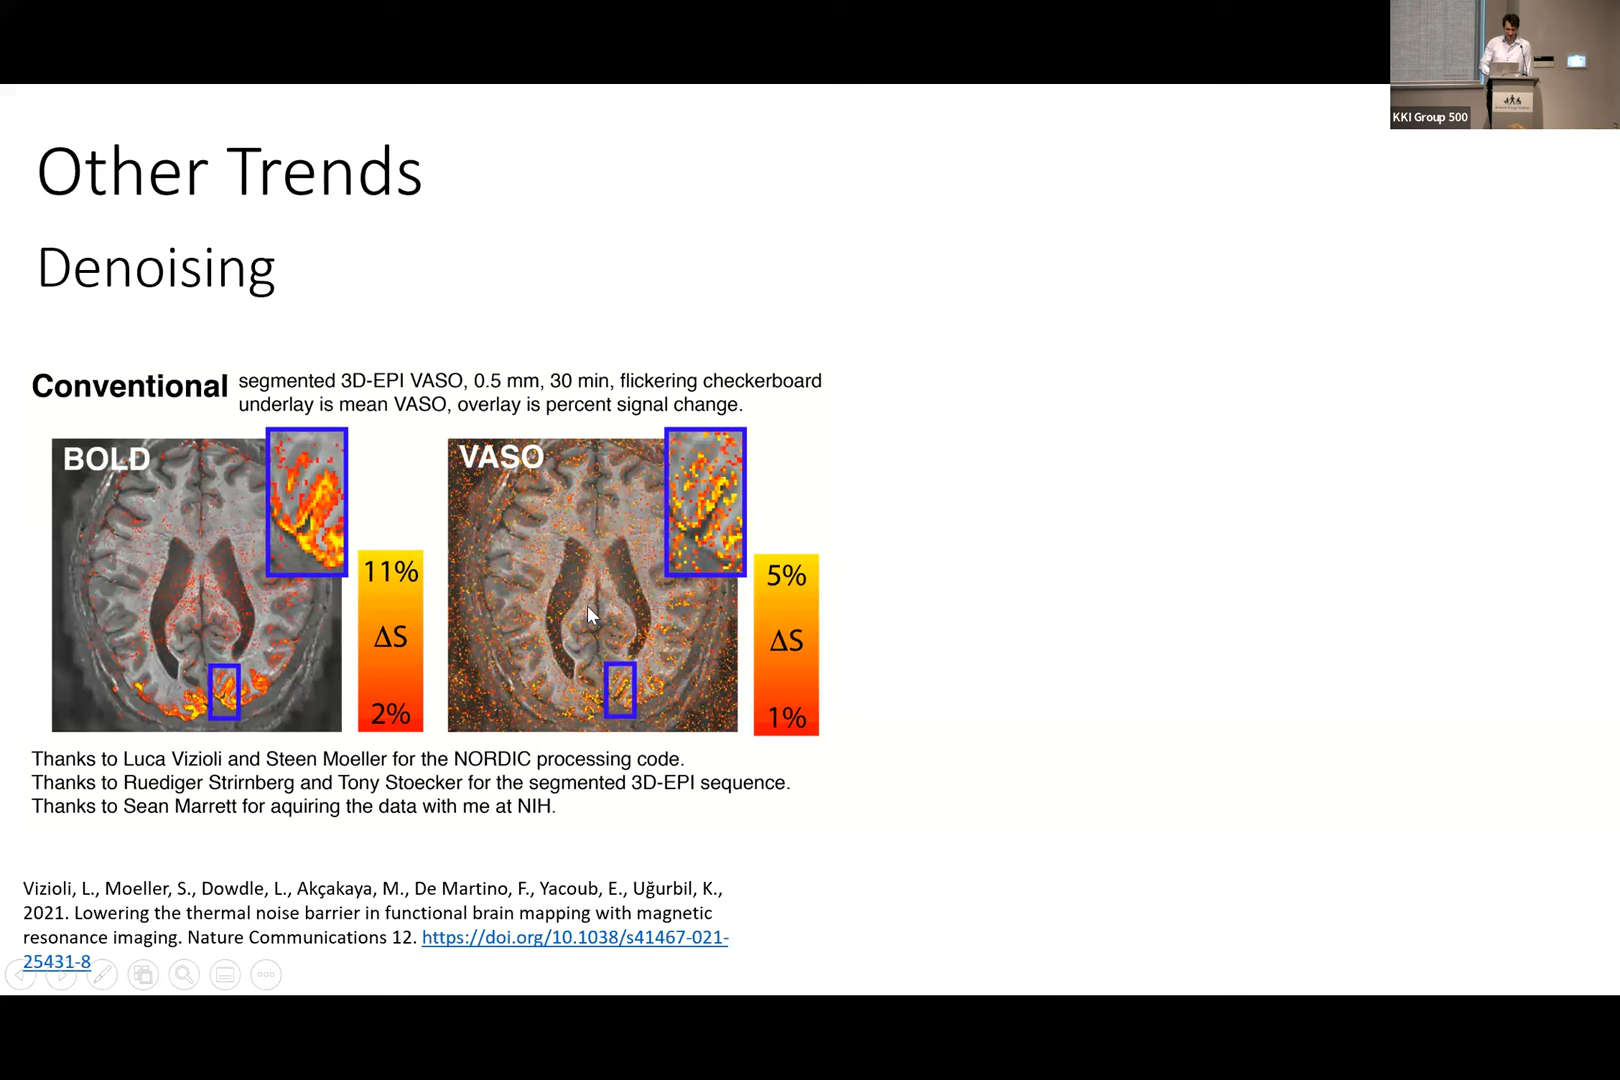 KKI Group 500
Other Trends
Denoising
Conventional segmented 3D-EPI VASO, 0.5 mm, 30 min, flickering checkerboard
underlay is mean VASO, overlay is percent signal change.
BOLD
11%
ΔS
2%
VASO
5%
ΔS
1%
Thanks to Luca Vizioli and Steen Moeller for the NORDIC processing code.
Thanks to Ruediger Strirnberg and Tony Stoecker for the segmented 3D-EPI sequence.
Thanks to Sean Marrett for aquiring the data with me at NIH.
Vizioli, L., Moeller, S., Dowdle, L., Akçakaya, M., De Martino, F., Yacoub, E., Uğurbil, K.,
2021. Lowering the thermal noise barrier in functional brain mapping with magnetic
resonance imaging. Nature Communications 12. https://doi.org/10.1038/s41467-021-
25431-8